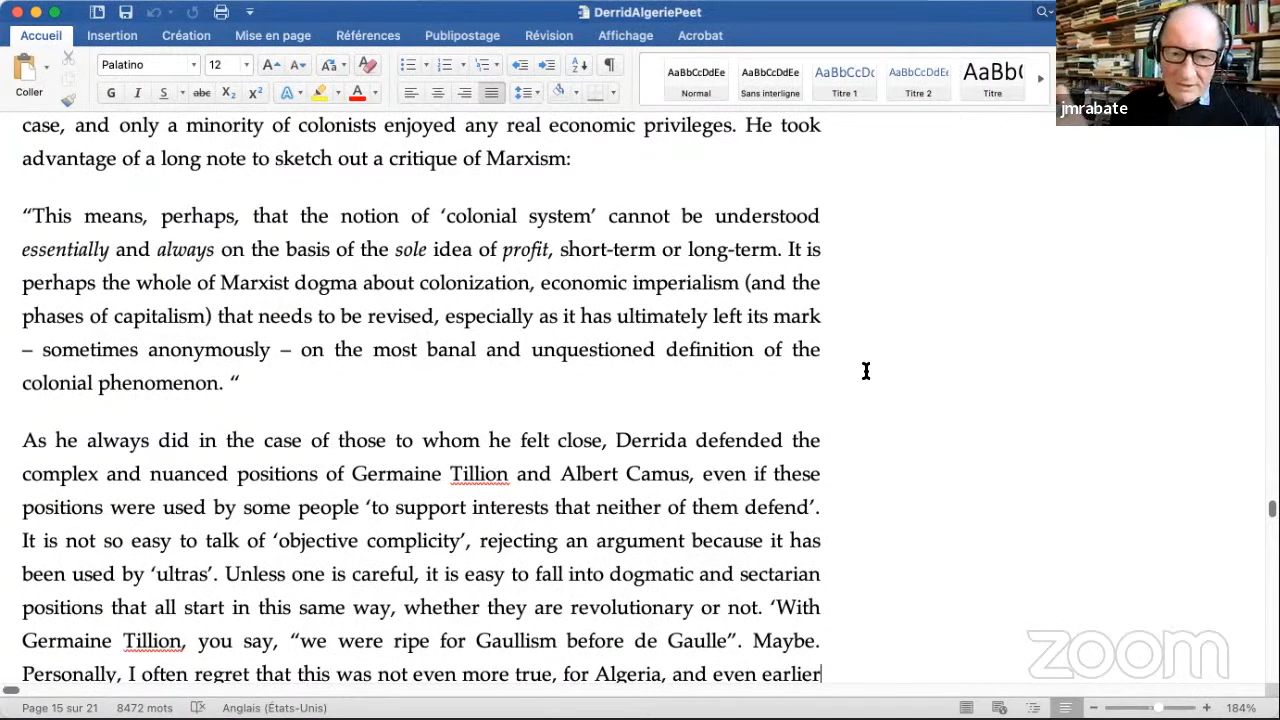 DerridAlgeriePeet
Accueil Insertion Création Mise en page Références Publipostage Révision Affichage Acrobat
Coller
Palatino 12
AaBbCcDdEe AaBbCcDdEe AaBbCcDc AaBbCcDdEe AaBb(
Normal Sans interligne Titre 1 Titre 2 Titre
jmrabate
case, and only a minority of colonists enjoyed any real economic privileges. He took
advantage of a long note to sketch out a critique of Marxism:
“This means, perhaps, that the notion of ‘colonial system’ cannot be understood
essentially and always on the basis of the sole idea of profit, short-term or long-term. It is
perhaps the whole of Marxist dogma about colonization, economic imperialism (and the
phases of capitalism) that needs to be revised, especially as it has ultimately left its mark
– sometimes anonymously – on the most banal and unquestioned definition of the
colonial phenomenon. “
As he always did in the case of those to whom he felt close, Derrida defended the
complex and nuanced positions of Germaine Tillion and Albert Camus, even if these
positions were used by some people ‘to support interests that neither of them defend’.
It is not so easy to talk of ‘objective complicity’, rejecting an argument because it has
been used by ‘ultras’. Unless one is careful, it is easy to fall into dogmatic and sectarian
positions that all start in this same way, whether they are revolutionary or not. ‘With
Germaine Tillion, you say, “we were ripe for Gaullism before de Gaulle”. Maybe.
Personally, I often regret that this was not even more true, for Algeria, and even earlier
zoom
Page 15 sur 21 8472 mots Anglais (États-Unis) 184%